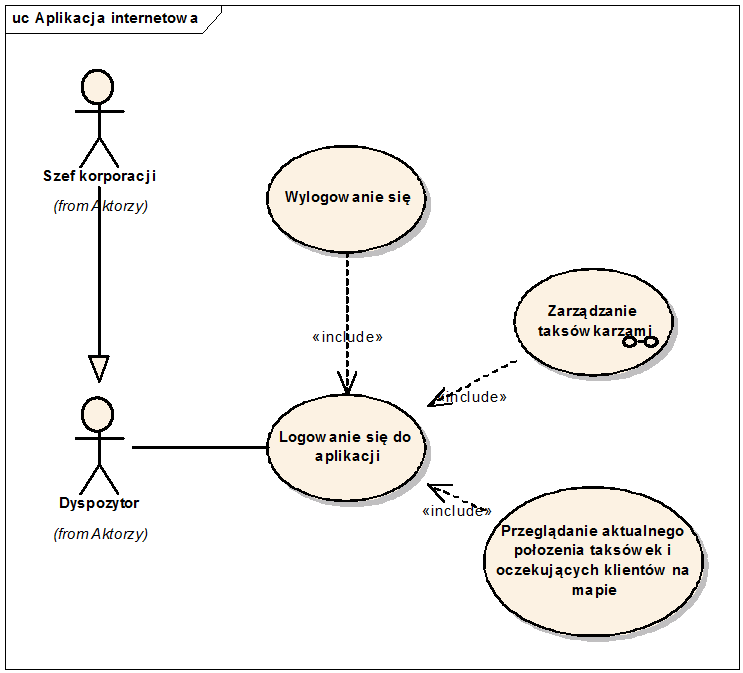 uc Aplikacja internetowa
Szef korporacji
(from Aktorzy)
Wylogowanie się
«include»
Zarządzanie
taksówkarzami
«include»
Dyspozytor
(from Aktorzy)
Logowanie się do
aplikacji
«include»
Przeglądanie aktualnego
połozenia taksówek i
oczekujących klientów na
mapie